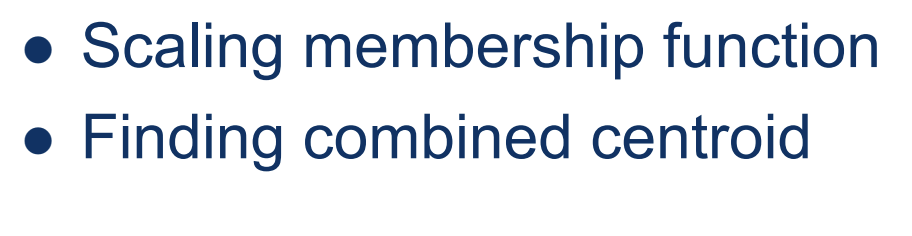 ● Scaling membership function
● Finding combined centroid